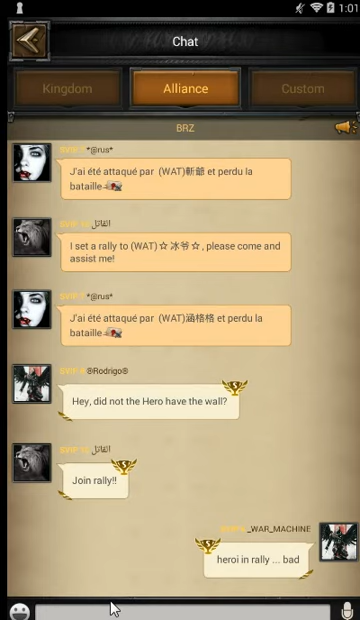 1:01
Chat
Kingdom
Alliance
Custom
BRZ
*@rus*
J'ai été attaqué par (WAT)斬爺 et perdu la
bataille
I set a rally to (WAT)☆冰爷☆, please come and
assist me!
*@rus*
J'ai été attaqué par (WAT)涵格格 et perdu la
bataille
®Rodrigo®
Hey, did not the Hero have the wall?
Join rally!!
_WAR_MACHINE
heroi in rally ... bad